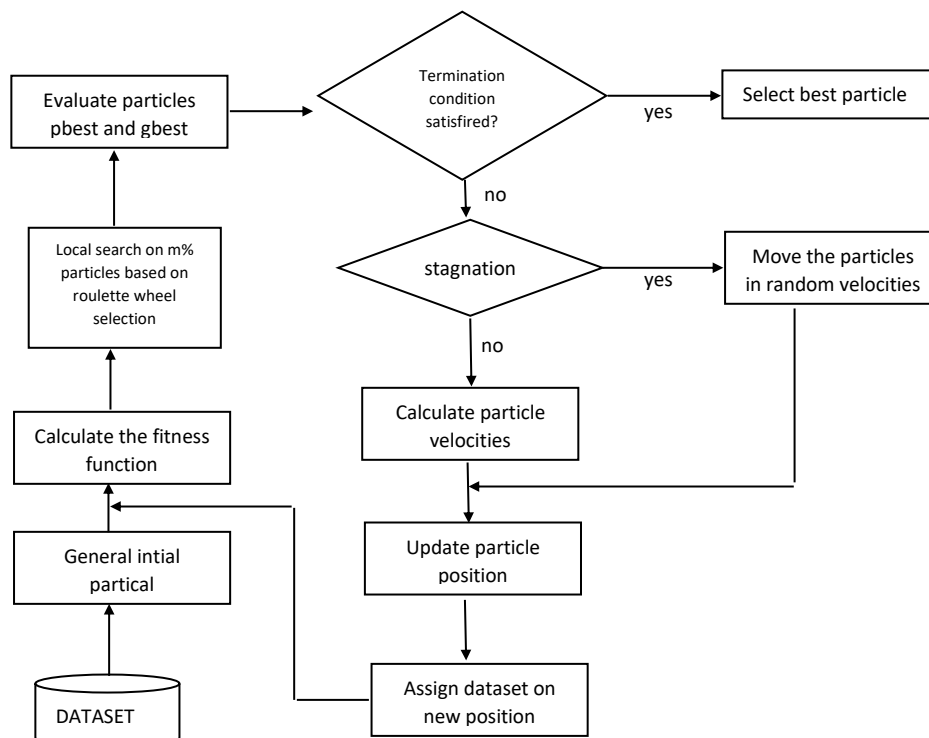 Evaluate particles
pbest and gbest
Termination
condition
satisfired?
yes
Select best particle
no
Local search on m%
particles based on
roulette wheel
selection
stagnation
yes
Move the particles
in random velocities
no
Calculate the fitness
function
Calculate particle
velocities
General intial
partical
Update particle
position
DATASET
Assign dataset on
new position